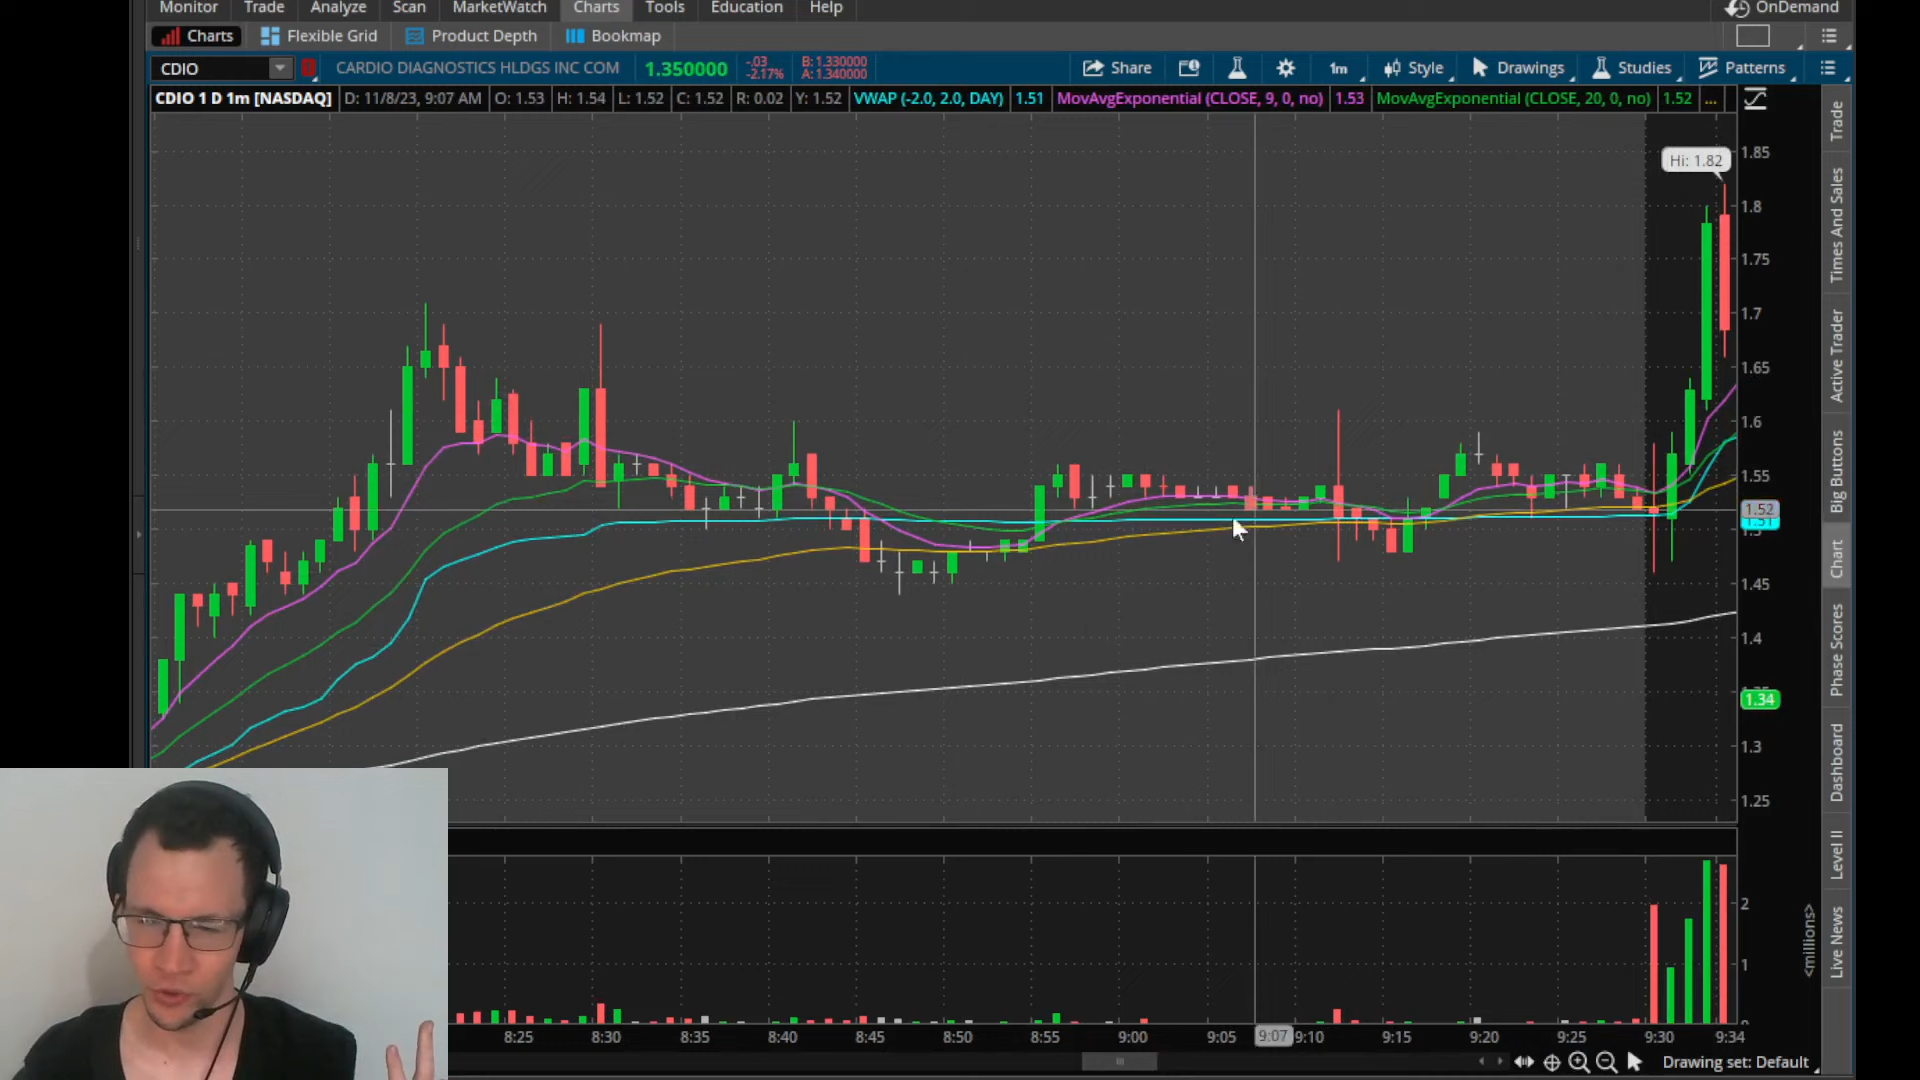 Monitor Trade Analyze Scan MarketWatch Charts Tools Education Help OnDemand
Charts Flexible Grid Product Depth Bookmap
CDIO CARDIO DIAGNOSTICS HLDGS INC COM 1.350000 -.03 -2.17% B: 1.330000 A: 1.340000 Share 1m Style Drawings Studies Patterns
CDIO 1 D 1m [NASDAQ] D: 11/8/23, 9:07 AM O: 1.53 H: 1.54 L: 1.52 C: 1.52 R: 0.02 Y: 1.52 VWAP (-2.0, 2.0, DAY) 1.51 MovAvgExponential (CLOSE, 9, 0, no) 1.53 MovAvgExponential (CLOSE, 20, 0, no) 1.52 ...
Hi: 1.82
1.85
1.8
1.75
1.7
1.65
1.6
1.55
1.52
1.51
1.45
1.4
1.34
1.3
1.25
2
1
<millions>
8:25 8:30 8:35 8:40 8:45 8:50 8:55 9:00 9:05 9:07 9:10 9:15 9:20 9:25 9:30 9:34
Drawing set: Default
Trade
Times And Sales
Active Trader
Big Buttons
Chart
Phase Scores
Dashboard
Level II
Live News